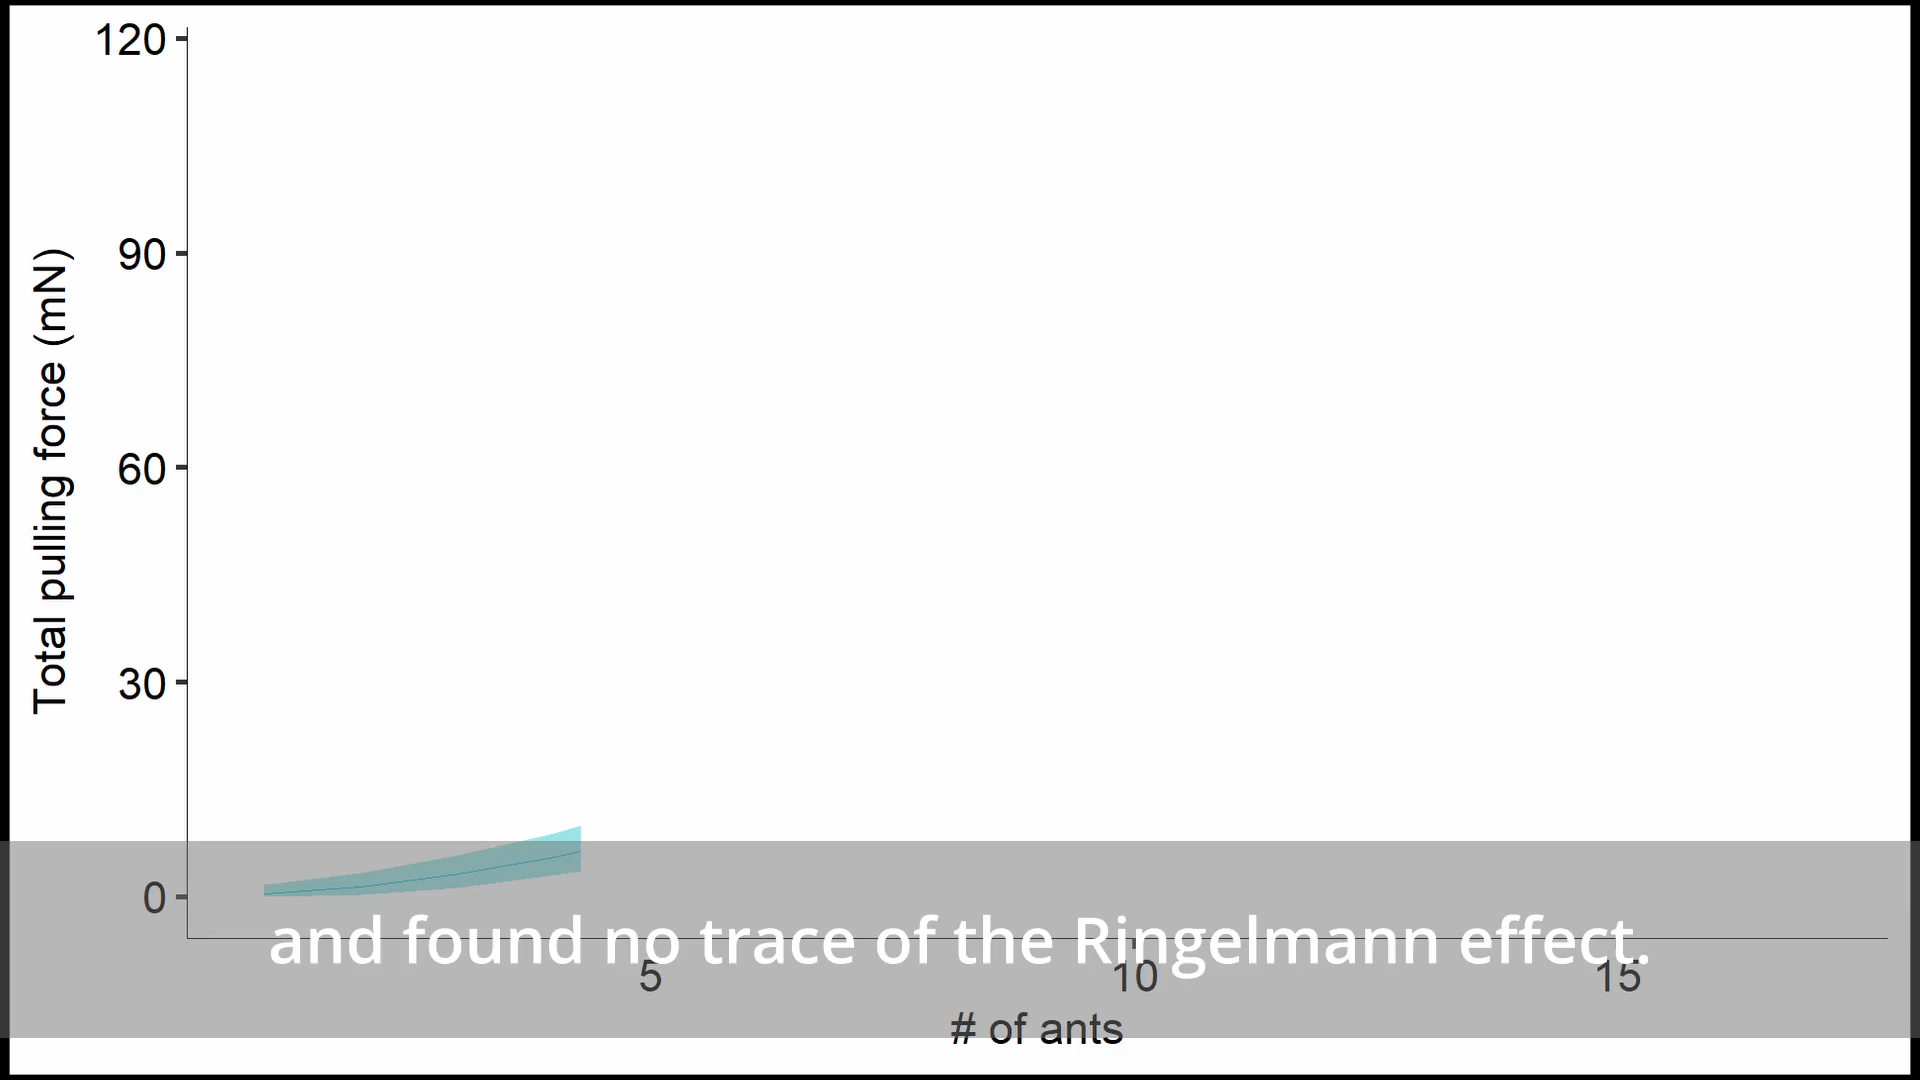 120
90
60
30
0
Total pulling force (mN)
and found no trace of the Ringelmann effect.
5 10 15
# of ants